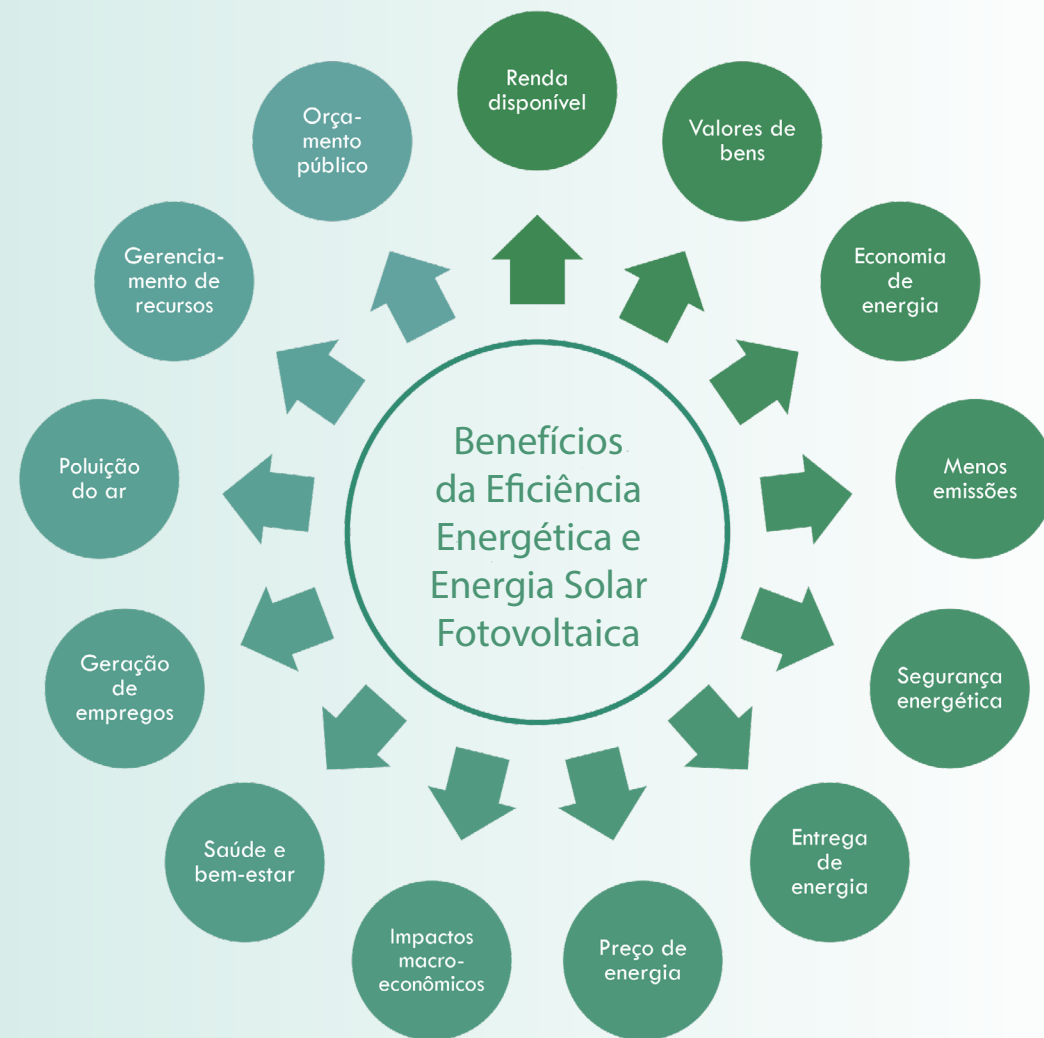 Benefícios
da Eficiência
Energética e
Energia Solar
Fotovoltaica
Renda
disponível
Valores de
bens
Economia
de
energia
Menos
emissões
Segurança
energética
Entrega
de
energia
Preço de
energia
Impactos
macro-
econômicos
Saúde e
bem-estar
Geração
de
empregos
Poluição
do ar
Gerencia-
mento de
recursos
Orça-
mento
público